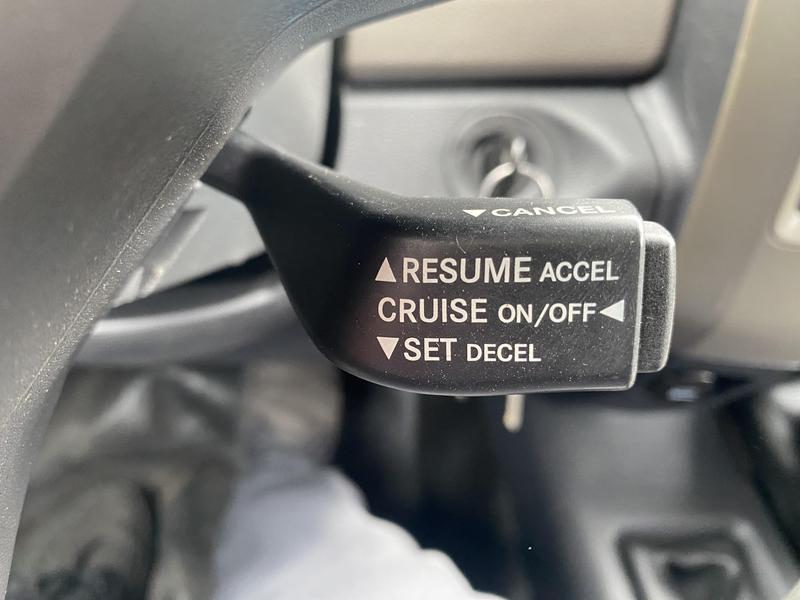 ▼CANCEL
▲RESUME ACCEL
CRUISE ON/OFF◀
▼SET DECEL